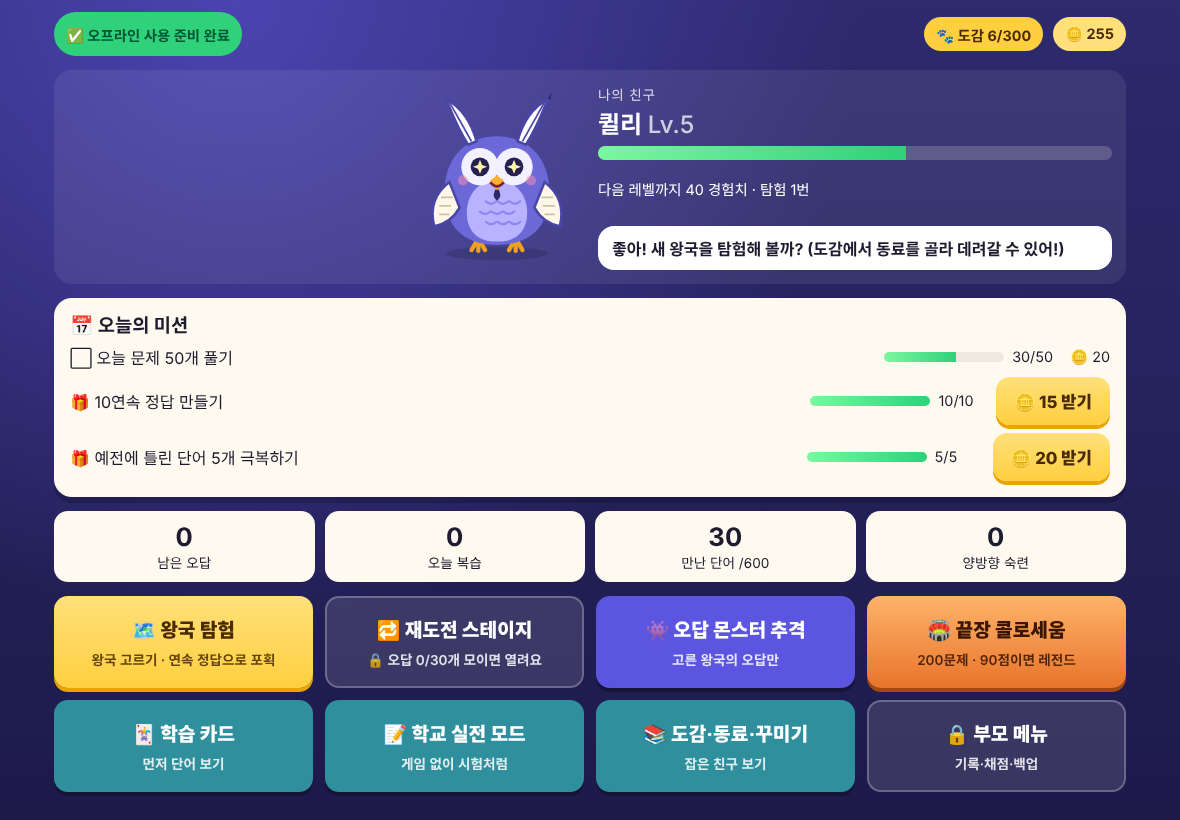 ✅ 오프라인 사용 준비 완료
🐾 도감 6/300
🪙 255
나의 친구
퀼리 Lv.5
다음 레벨까지 40 경험치 · 탐험 1번
좋아! 새 왕국을 탐험해 볼까? (도감에서 동료를 골라 데려갈 수 있어!)
📅 오늘의 미션
오늘 문제 50개 풀기 30/50 🪙 20
🎁 10연속 정답 만들기 10/10 🪙 15 받기
🎁 예전에 틀린 단어 5개 극복하기 5/5 🪙 20 받기
0
남은 오답
0
오늘 복습
30
만난 단어 /600
0
양방향 숙련
🗺️ 왕국 탐험
왕국 고르기 · 연속 정답으로 포획
🔁 재도전 스테이지
🔒 오답 0/30개 모이면 열려요
👾 오답 몬스터 추격
고른 왕국의 오답만
🏟️ 끝장 콜로세움
200문제 · 90점이면 레전드
🃏 학습 카드
먼저 단어 보기
📝 학교 실전 모드
게임 없이 시험처럼
📚 도감·동료·꾸미기
잡은 친구 보기
🔒 부모 메뉴
기록·채점·백업